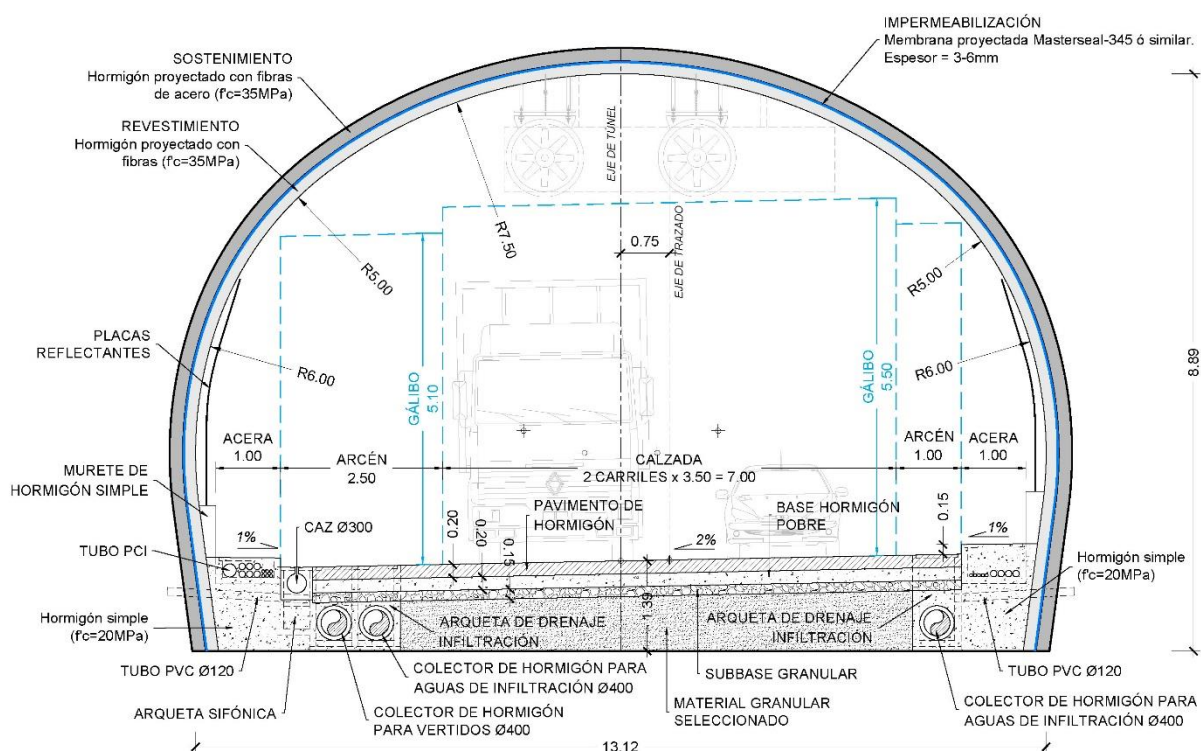 IMPERMEABILIZACIÓN
Membrana proyectada Masterseal-345 ó similar.
Espesor = 3-6mm
SOSTENIMIENTO
Hormigón proyectado con fibras
de acero (f'c=35MPa)
REVESTIMIENTO
Hormigón proyectado con
fibras (f'c=35MPa)
EJE DE TÚNEL
EJE DE TRAZADO
0.75
R7.50
R5.00
R5.00
R6.00
R6.00
8.89
PLACAS
REFLECTANTES
GÁLIBO
5.10
GÁLIBO
5.50
ACERA
1.00
ARCÉN
2.50
CALZADA
2 CARRILES x 3.50 = 7.00
ARCÉN
1.00
ACERA
1.00
MURETE DE
HORMIGÓN SIMPLE
CAZ Ø300
PAVIMENTO DE
HORMIGÓN
BASE HORMIGÓN
POBRE
0.20
0.20
0.15
0.15
1%
2%
1%
1.39
TUBO PCI
Hormigón simple
(f'c=20MPa)
Hormigón simple
(f'c=20MPa)
ARQUETA DE DRENAJE
INFILTRACIÓN
ARQUETA DE DRENAJE
INFILTRACIÓN
TUBO PVC Ø120
COLECTOR DE HORMIGÓN PARA
AGUAS DE INFILTRACIÓN Ø400
SUBBASE GRANULAR
TUBO PVC Ø120
ARQUETA SIFÓNICA
COLECTOR DE HORMIGÓN
PARA VERTIDOS Ø400
MATERIAL GRANULAR
SELECCIONADO
COLECTOR DE HORMIGÓN PARA
AGUAS DE INFILTRACIÓN Ø400
13.12